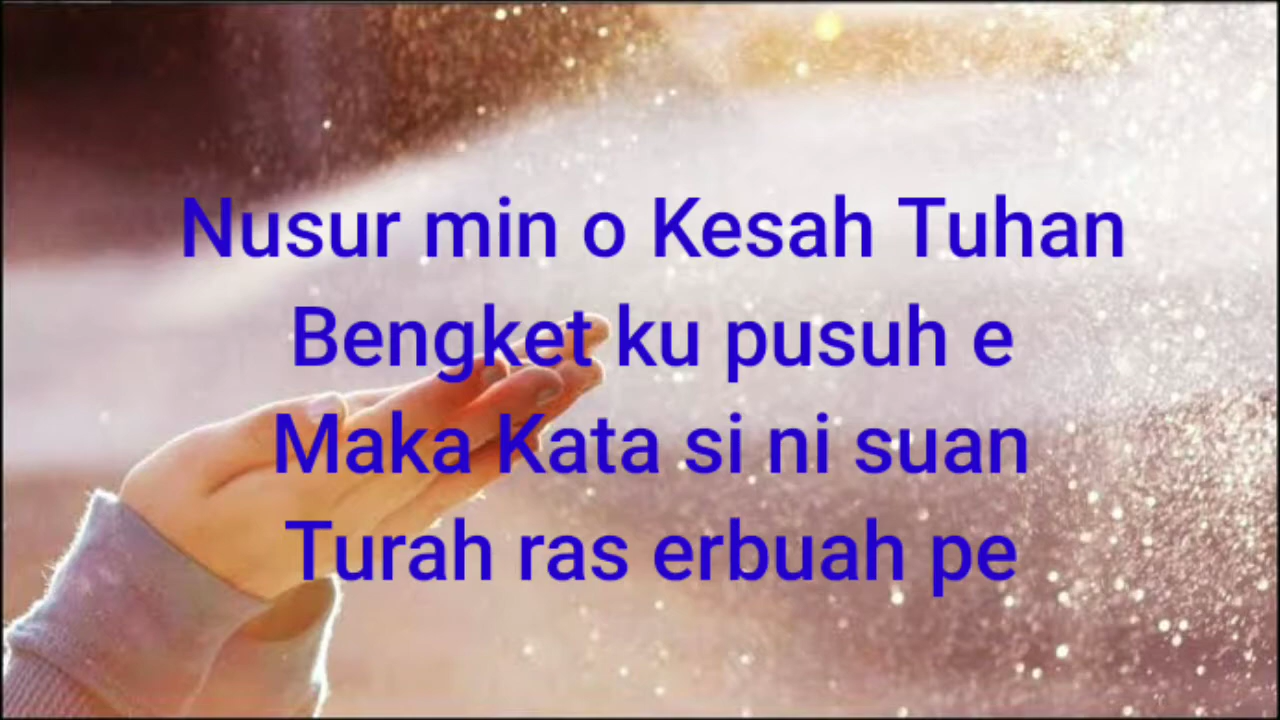 Nusur min o Kesah Tuhan
Bengket ku pusuh e
Maka Kata si ni suan
Turah ras erbuah pe